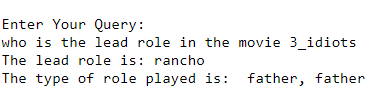 Enter Your Query:
who is the lead role in the movie 3_idiots
The lead role is: rancho
The type of role played is:  father, father